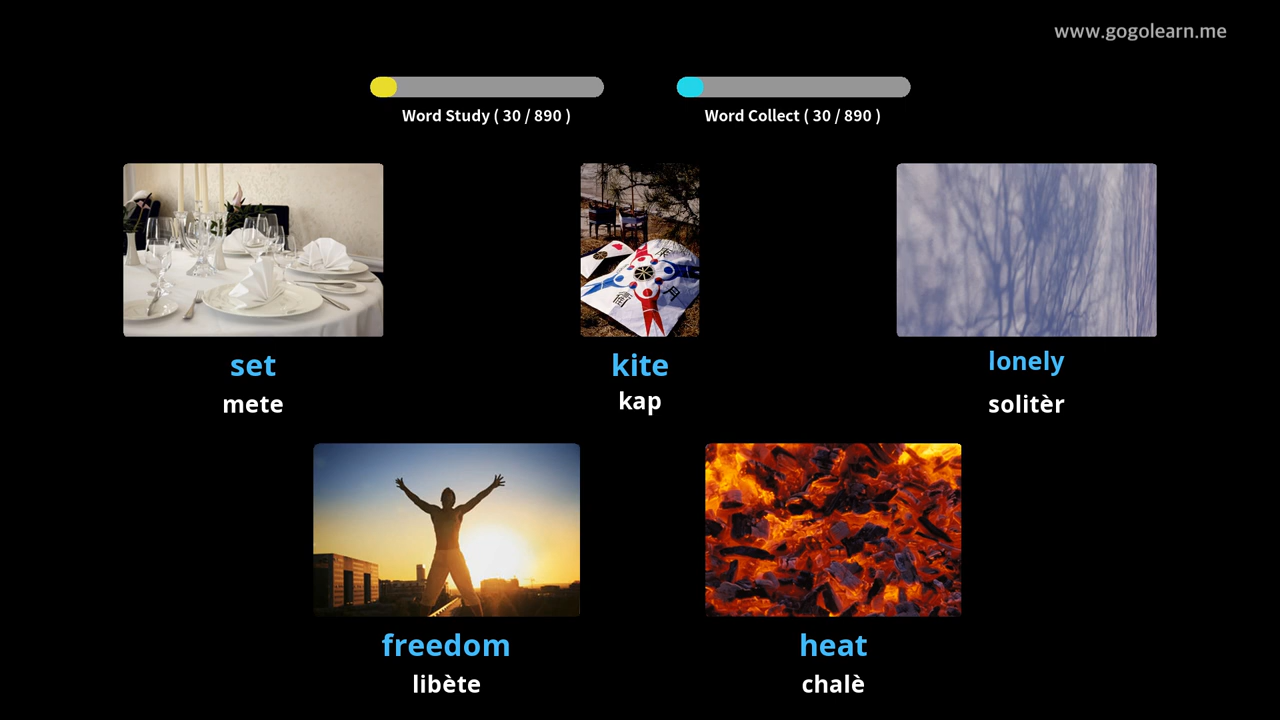 www.gogolearn.me
Word Study ( 30 / 890 )
Word Collect ( 30 / 890 )
set
kite
lonely
mete
kap
solitèr
freedom
heat
libète
chalè